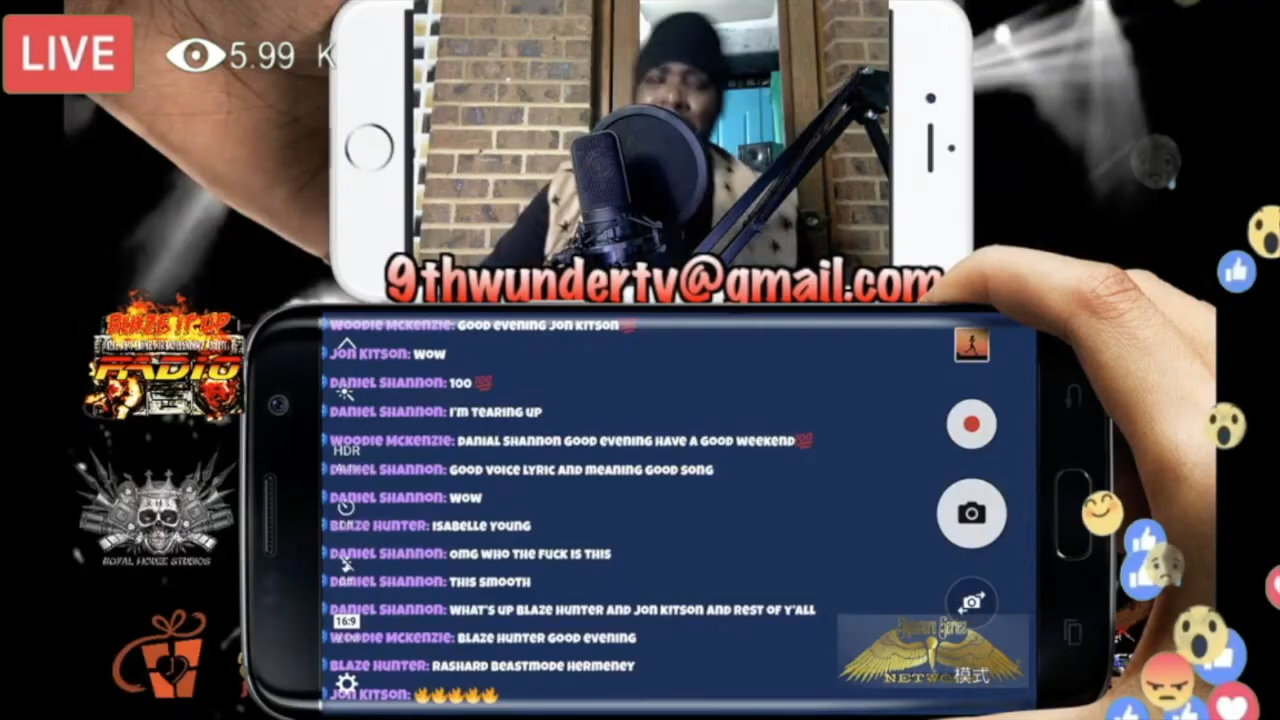 LIVE
5.99 K
9thwundertv@gmail.com
WOODIE MCKENZIE: GOOD EVENING JON KITSON💯
JON KITSON: WOW
DANIEL SHANNON: 100 💯
DANIEL SHANNON: I'M TEARING UP
WOODIE MCKENZIE: DANIAL SHANNON GOOD EVENING HAVE A GOOD WEEKEND💯
HDR
DANIEL SHANNON: GOOD VOICE LYRIC AND MEANING GOOD SONG
DANIEL SHANNON: WOW
BLAZE HUNTER: ISABELLE YOUNG
DANIEL SHANNON: OMG WHO THE FUCK IS THIS
DANIEL SHANNON: THIS SMOOTH
DANIEL SHANNON: WHAT'S UP BLAZE HUNTER AND JON KITSON AND REST OF Y'ALL
16:9
WOODIE MCKENZIE: BLAZE HUNTER GOOD EVENING
BLAZE HUNTER: RASHARD BEASTMODE HERMENEY
JON KITSON: 🔥🔥🔥🔥🔥
BLAZE IT UP
RADIO
RHS
ROYAL HOUSE STUDIOS
Signature Series
NETWO
模式